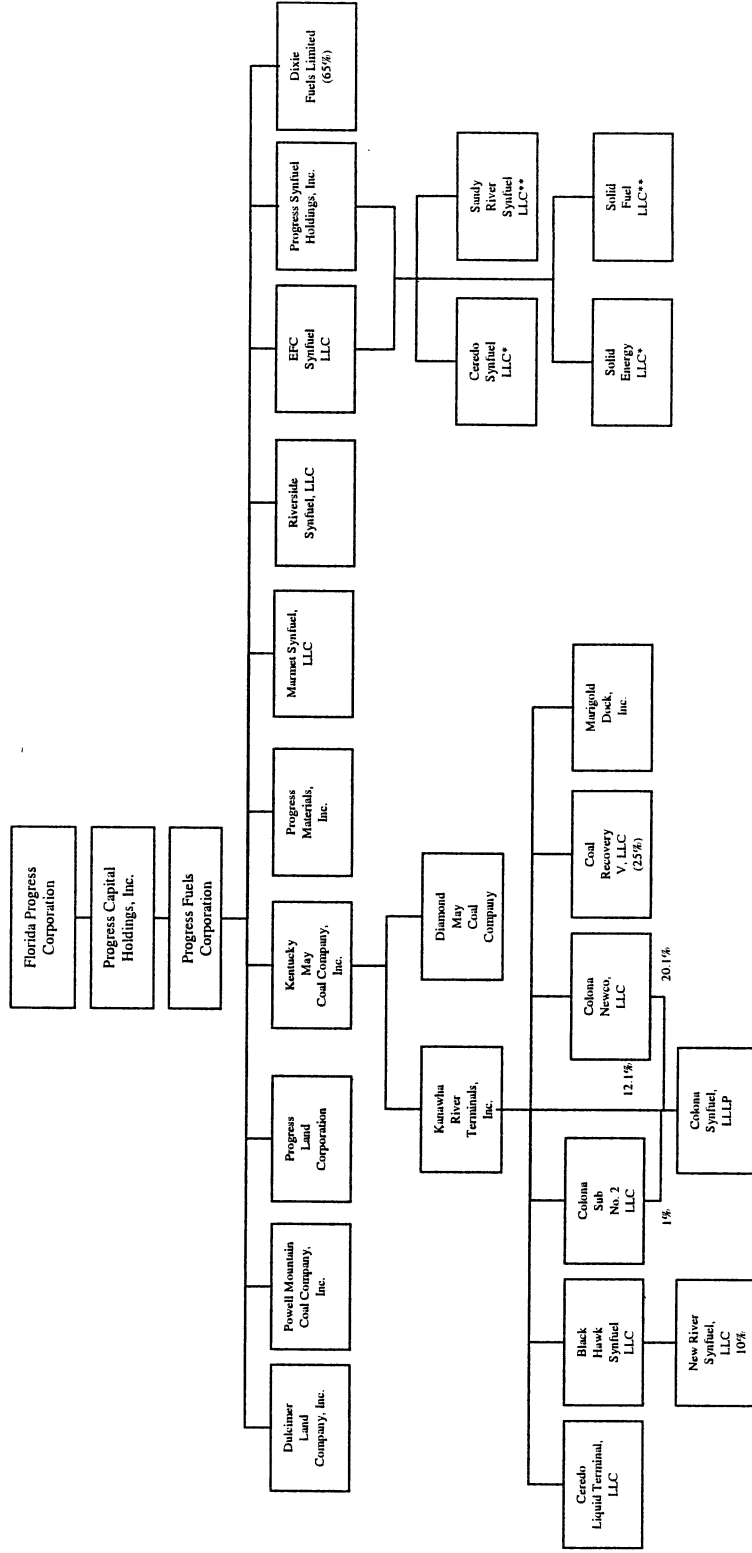 Florida Progress
Corporation
Progress Capital
Holdings, Inc.
Progress Fuels
Corporation
Dulcimer
Land
Company, Inc.
Powell Mountain
Coal Company,
Inc.
Progress
Land
Corporation
Kentucky
May
Coal Company,
Inc.
Progress
Materials,
Inc.
Marmet Synfuel,
LLC
Riverside
Synfuel, LLC
EFC
Synfuel
LLC
Progress Synfuel
Holdings, Inc.
Dixie
Fuels Limited
(65%)
Kanawha
River
Terminals,
Inc.
Diamond
May
Coal
Company
Ceredo
Synfuel
LLC*
Sandy
River
Synfuel
LLC**
Solid
Energy
LLC*
Solid
Fuel
LLC**
Ceredo
Liquid Terminal,
LLC
Black
Hawk
Synfuel
LLC
Colona
Sub
No. 2
LLC
Colona
Newco,
LLC
Coal
Recovery
V, LLC
(25%)
Marigold
Dock,
Inc.
1%
12.1%
20.1%
New River
Synfuel,
LLC
10%
Colona
Synfuel,
LLLP